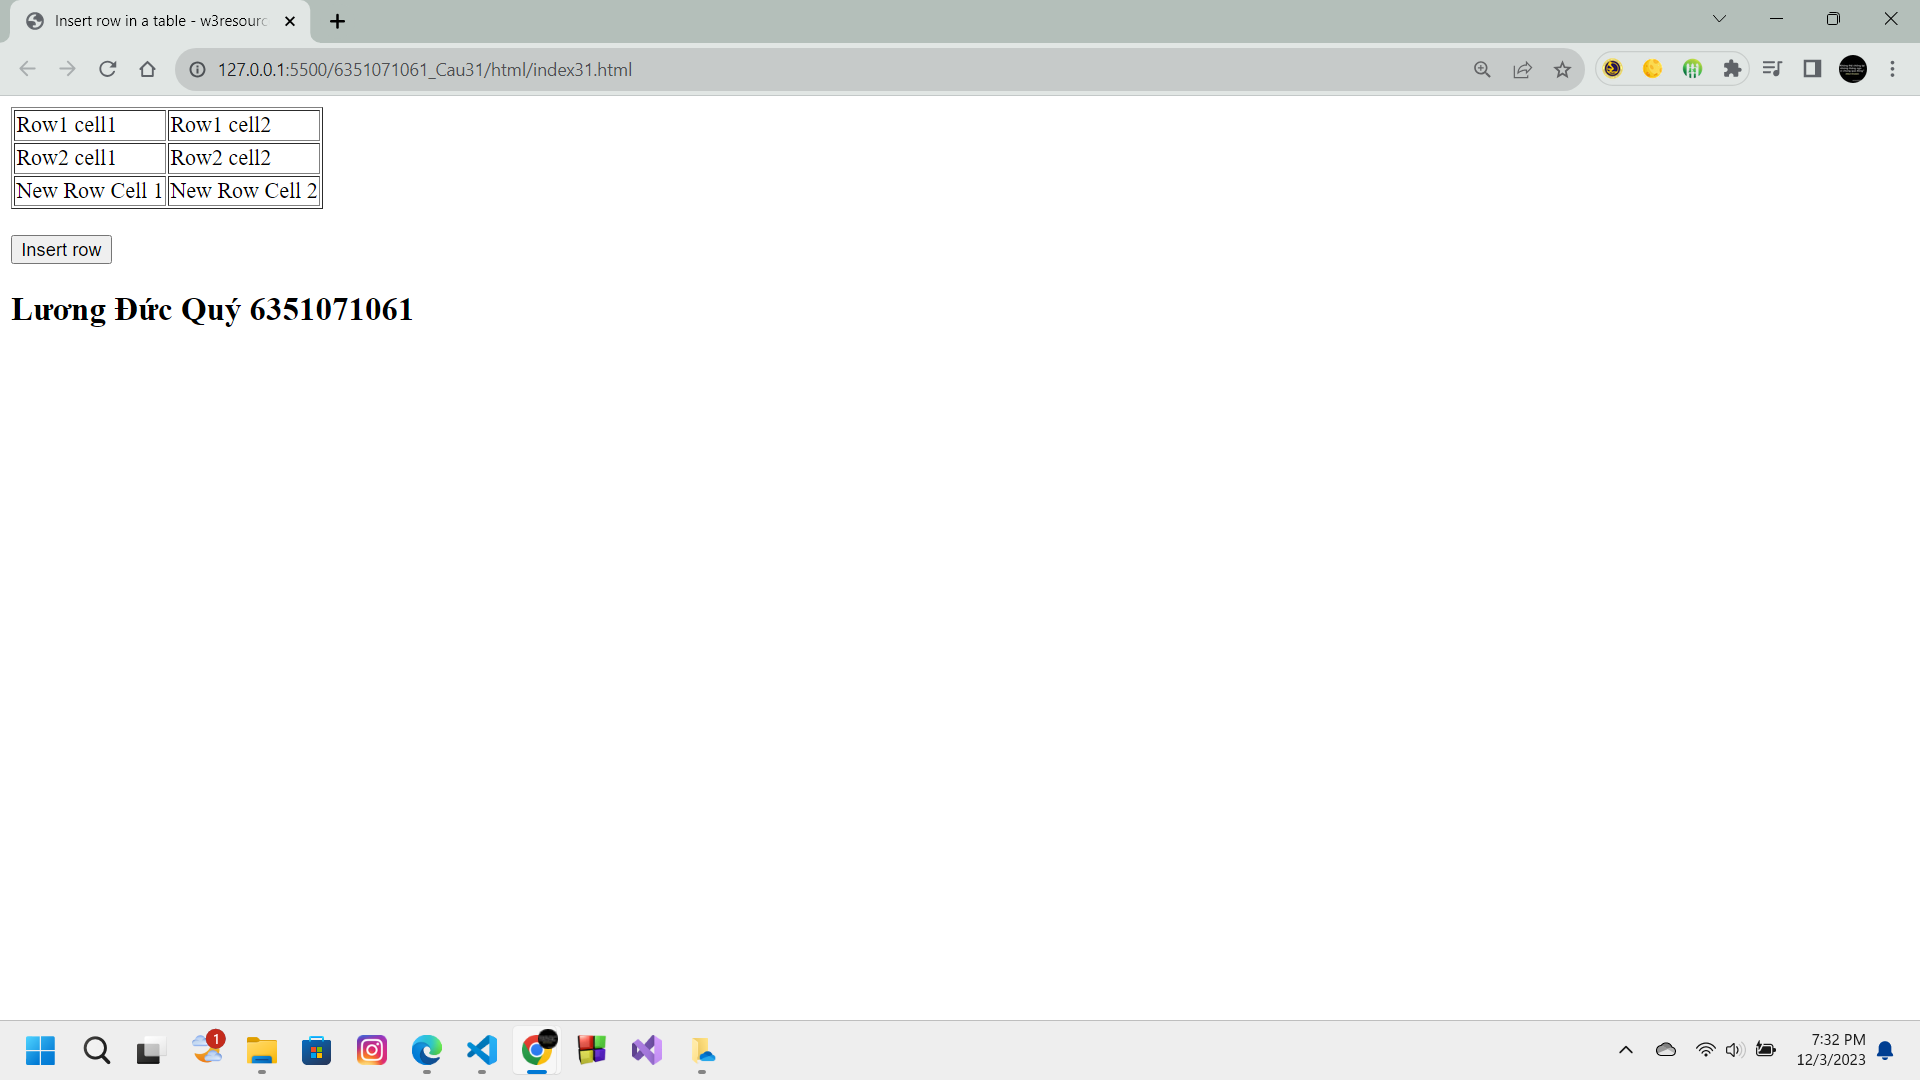 Insert row in a table - w3resourc
127.0.0.1:5500/6351071061_Cau31/html/index31.html
Row1 cell1 Row1 cell2
Row2 cell1 Row2 cell2
New Row Cell 1 New Row Cell 2
Insert row
Lương Đức Quý 6351071061
1
7:32 PM
12/3/2023